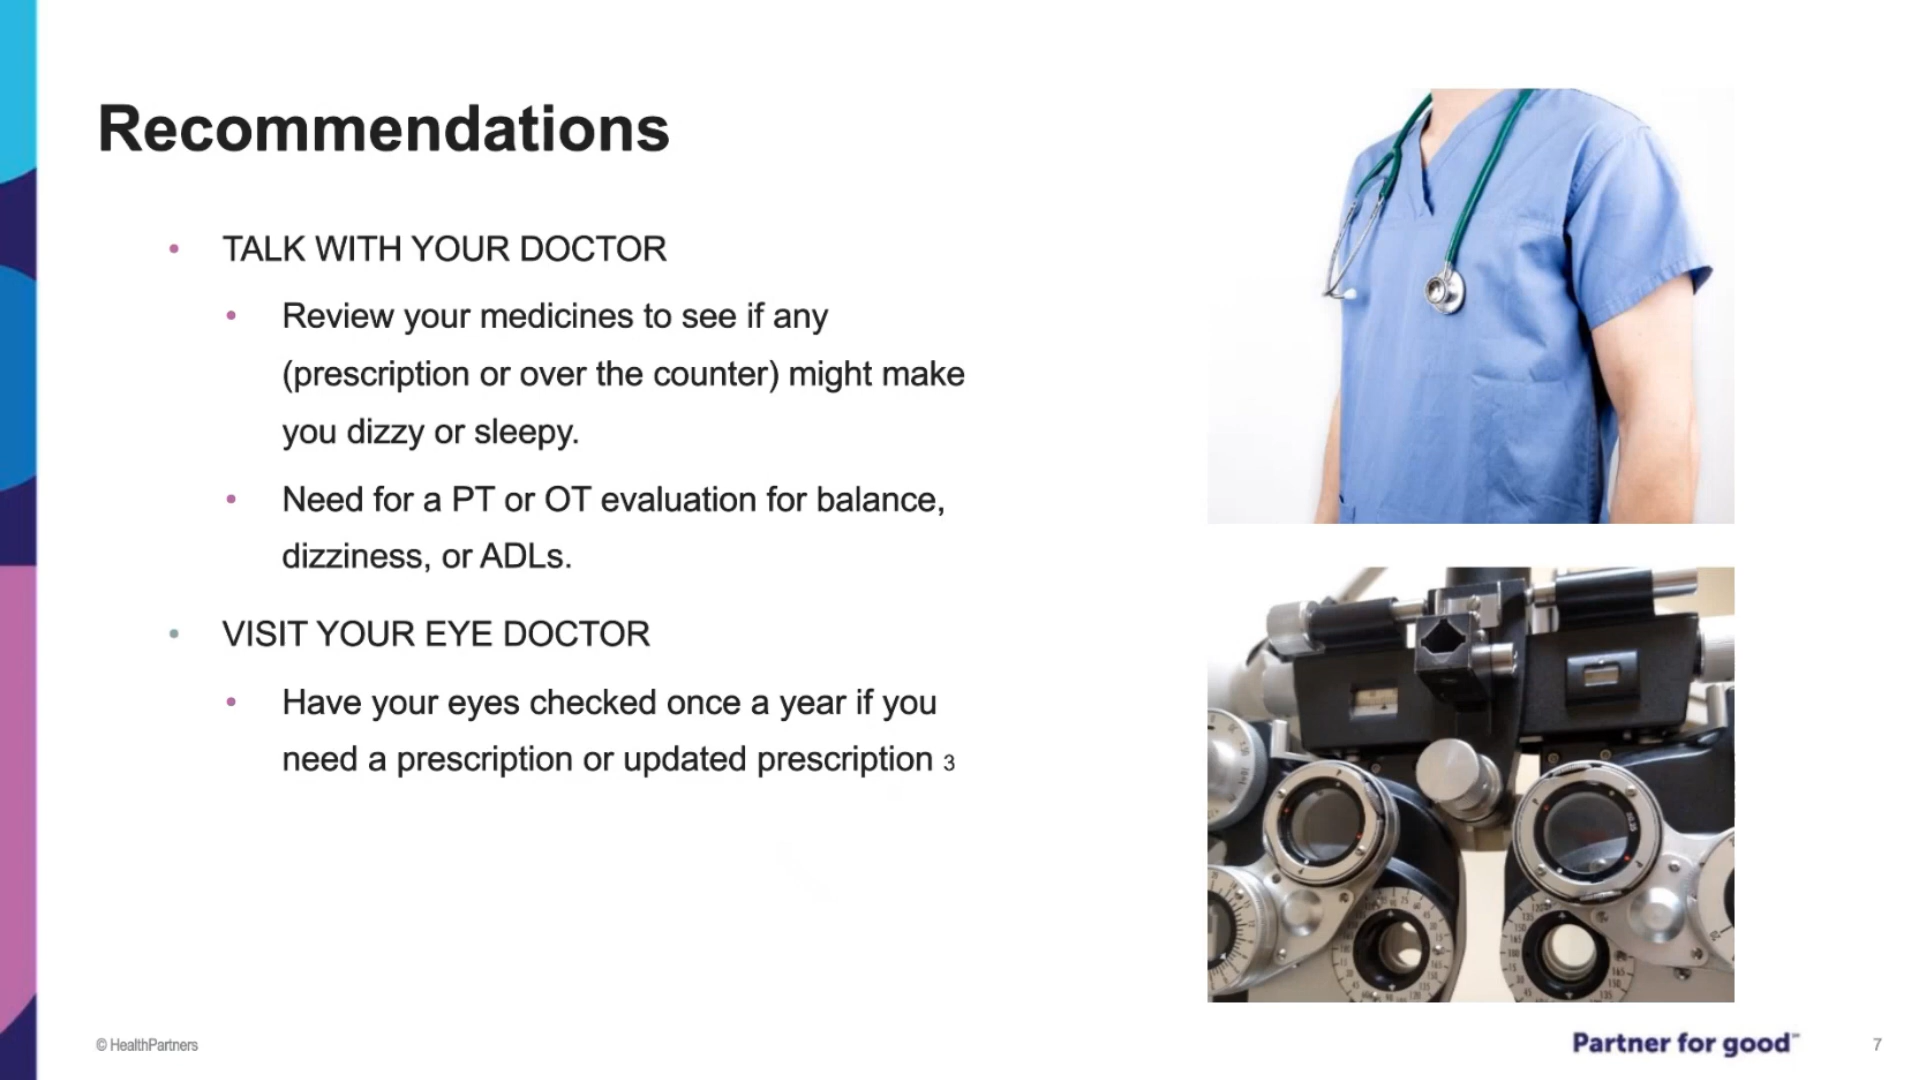 Recommendations
• TALK WITH YOUR DOCTOR
• Review your medicines to see if any
(prescription or over the counter) might make
you dizzy or sleepy.
• Need for a PT or OT evaluation for balance,
dizziness, or ADLs.
• VISIT YOUR EYE DOCTOR
• Have your eyes checked once a year if you
need a prescription or updated prescription 3
© HealthPartners
Partner for good™
7